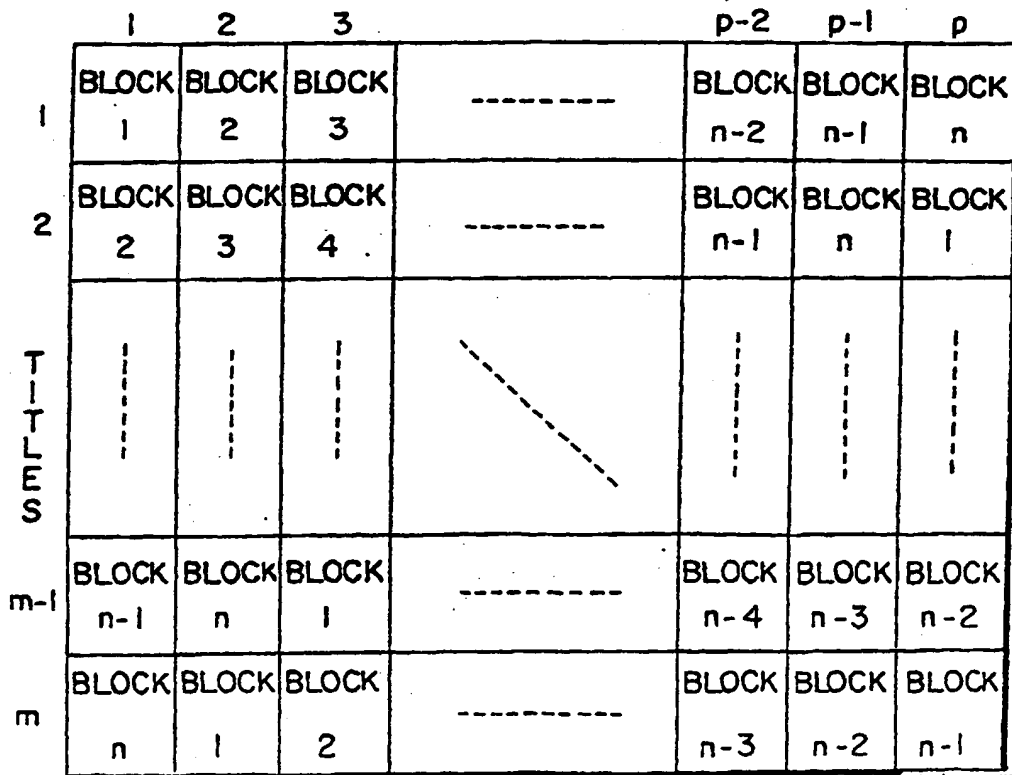 1 2 3 p-2 p-1 p
BLOCK BLOCK BLOCK BLOCK BLOCK BLOCK
1
1 2 3 n-2 n-1 n
BLOCK BLOCK BLOCK BLOCK BLOCK BLOCK
2
2 3 4 n-1 n 1
TITLES
BLOCK BLOCK BLOCK BLOCK BLOCK BLOCK
m-1
n-1 n 1 n-4 n-3 n-2
BLOCK BLOCK BLOCK BLOCK BLOCK BLOCK
m
n 1 2 n-3 n-2 n-1